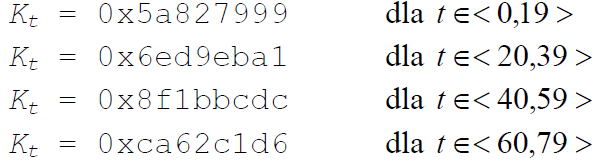 Kt = 0x5a827999 dla t ∈< 0,19 >
Kt = 0x6ed9eba1 dla t ∈< 20,39 >
Kt = 0x8f1bbcdc dla t ∈< 40,59 >
Kt = 0xca62c1d6 dla t ∈< 60,79 >